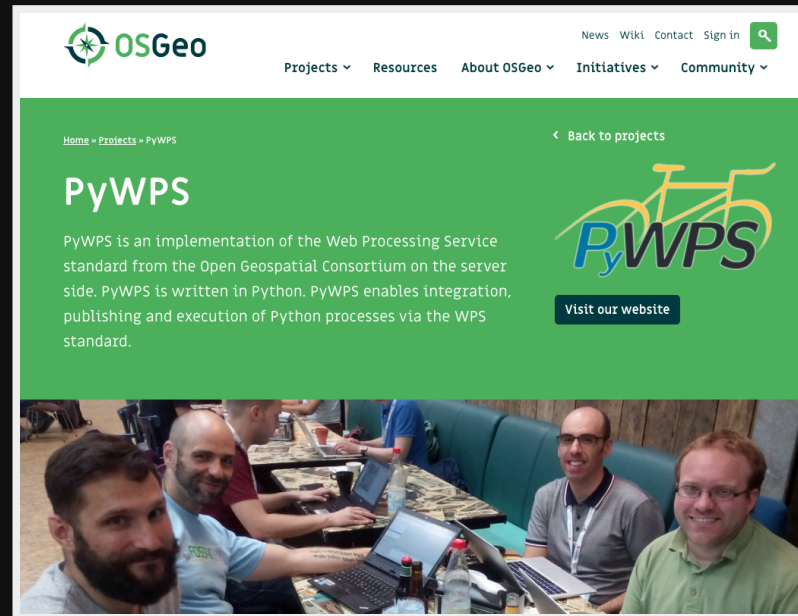 OSGeo
News Wiki Contact Sign in
Projects Resources About OSGeo Initiatives Community
Home » Projects » PyWPS
Back to projects
PyWPS
PyWPS is an implementation of the Web Processing Service
standard from the Open Geospatial Consortium on the server
side. PyWPS is written in Python. PyWPS enables integration,
publishing and execution of Python processes via the WPS
standard.
PyWPS
Visit our website